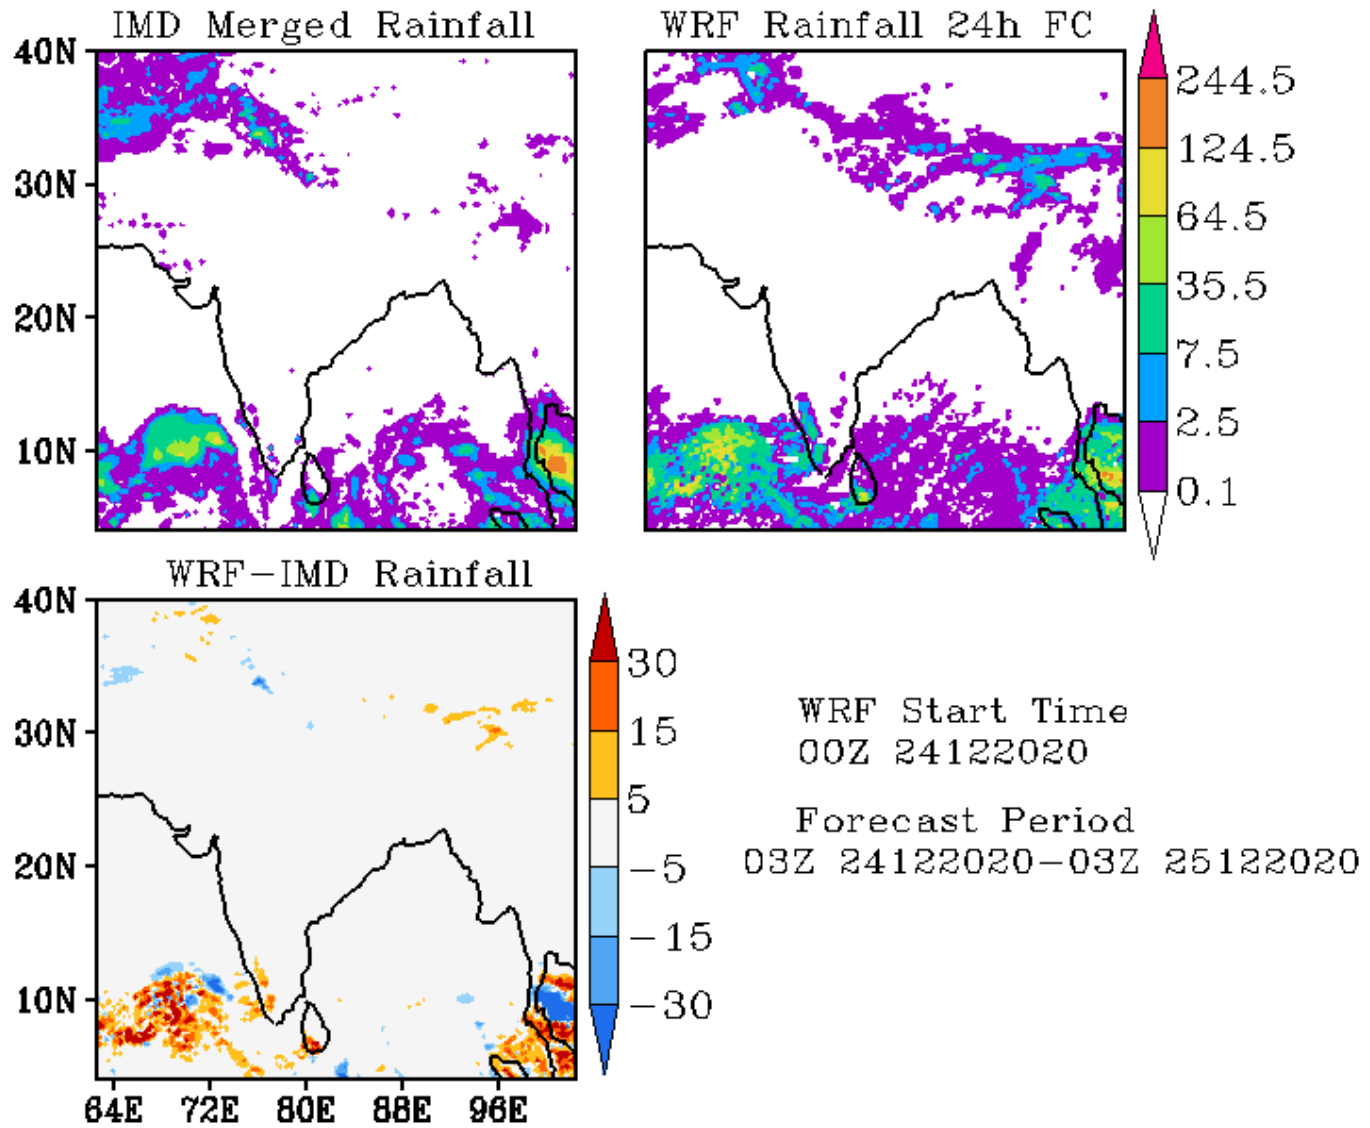 IMD Merged Rainfall
WRF Rainfall 24h FC
40N
30N
20N
10N
244.5
124.5
64.5
35.5
7.5
2.5
0.1
WRF-IMD Rainfall
40N
30N
20N
10N
64E 72E 80E 88E 96E
30
15
5
-5
-15
-30
WRF Start Time
00Z 24122020
Forecast Period
03Z 24122020-03Z 25122020